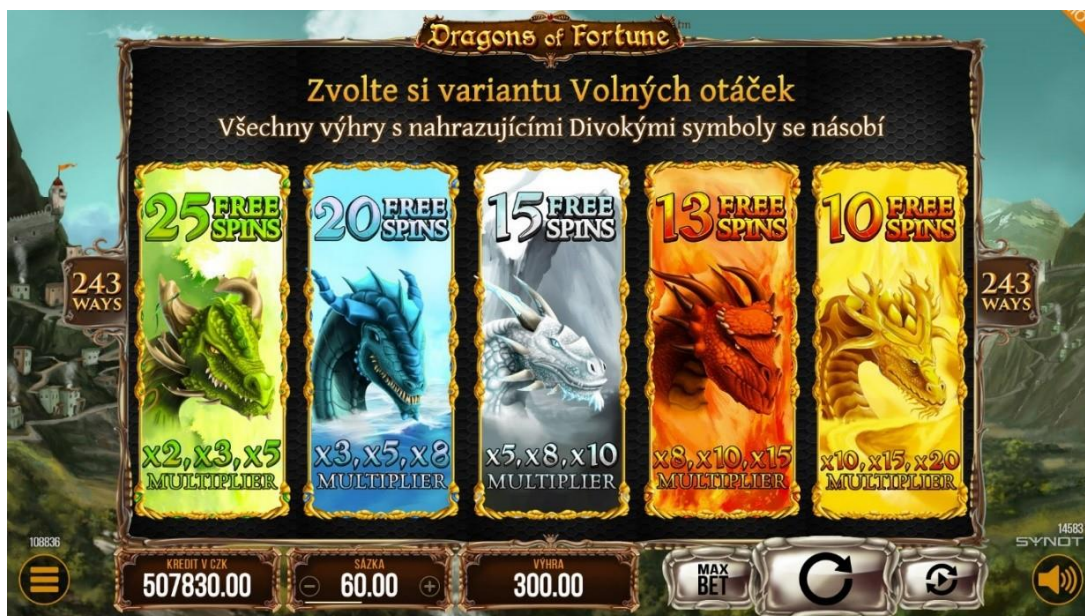 Dragons of Fortune tm
Zvolte si variantu Volných otáček
Všechny výhry s nahrazujícími Divokými symboly se násobí
25 FREE SPINS
x2, x3, x5
MULTIPLIER
20 FREE SPINS
x3, x5, x8
MULTIPLIER
15 FREE SPINS
x5, x8, x10
MULTIPLIER
13 FREE SPINS
x8, x10, x15
MULTIPLIER
10 FREE SPINS
x10, x15, x20
MULTIPLIER
243
WAYS
243
WAYS
108836
14583
SYNOT
KREDIT V CZK
507830.00
SÁZKA
60.00
VÝHRA
300.00
MAX
BET